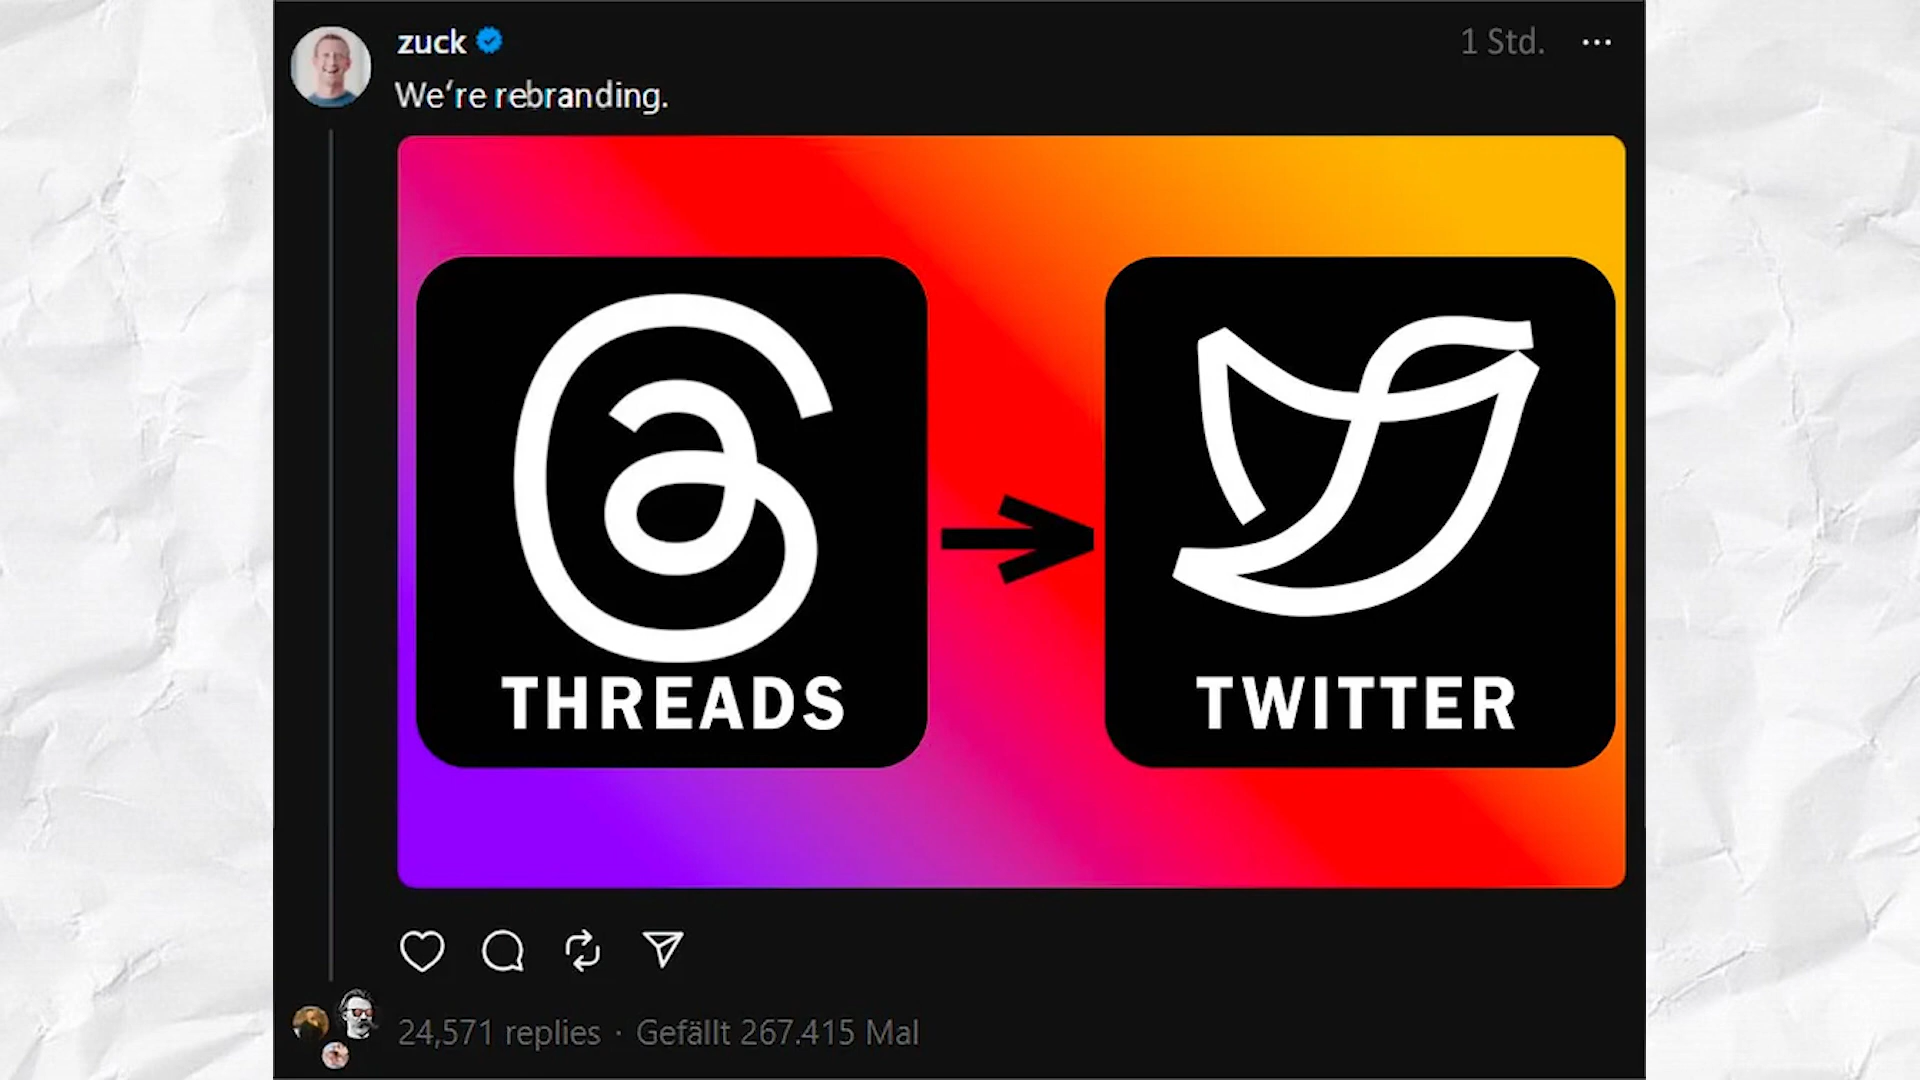 zuck
1 Std.
We're rebranding.
THREADS
TWITTER
24,571 replies · Gefällt 267.415 Mal